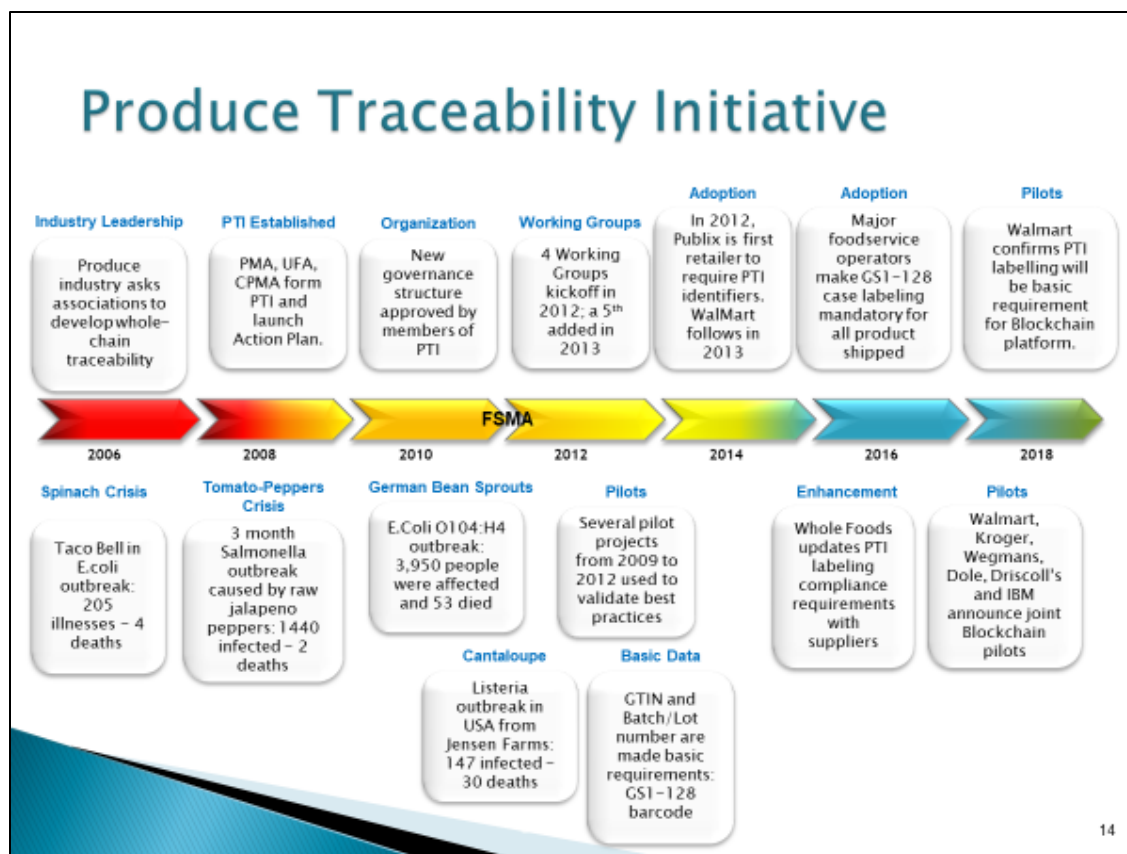 Produce Traceability Initiative
Industry Leadership
Produce
industry asks
associations to
develop whole-
chain
traceability
PTI Established
PMA, UFA,
CPMA form
PTI and
launch
Action Plan.
Organization
New
governance
structure
approved by
members of
PTI
Working Groups
4 Working
Groups
kickoff in
2012; a 5th
added in
2013
Adoption
In 2012,
Publix is first
retailer to
require PTI
identifiers.
WalMart
follows in
2013
Adoption
Major
foodservice
operators
make GS1-128
case labeling
mandatory for
all product
shipped
Pilots
Walmart
confirms PTI
labelling will
be basic
requirement
for Blockchain
platform.
FSMA
2006
2008
2010
2012
2014
2016
2018
Spinach Crisis
Taco Bell in
E.coli
outbreak:
205
illnesses - 4
deaths
Tomato-Peppers
Crisis
3 month
Salmonella
outbreak
caused by raw
jalapeno
peppers: 1440
infected - 2
deaths
German Bean Sprouts
E.Coli O104:H4
outbreak:
3,950 people
were affected
and 53 died
Pilots
Several pilot
projects
from 2009 to
2012 used to
validate best
practices
Enhancement
Whole Foods
updates PTI
labeling
compliance
requirements
with
suppliers
Pilots
Walmart,
Kroger,
Wegmans,
Dole, Driscoll's
and IBM
announce joint
Blockchain
pilots
Cantaloupe
Listeria
outbreak in
USA from
Jensen Farms:
147 infected -
30 deaths
Basic Data
GTIN and
Batch/Lot
number are
made basic
requirements:
GS1-128
barcode
14